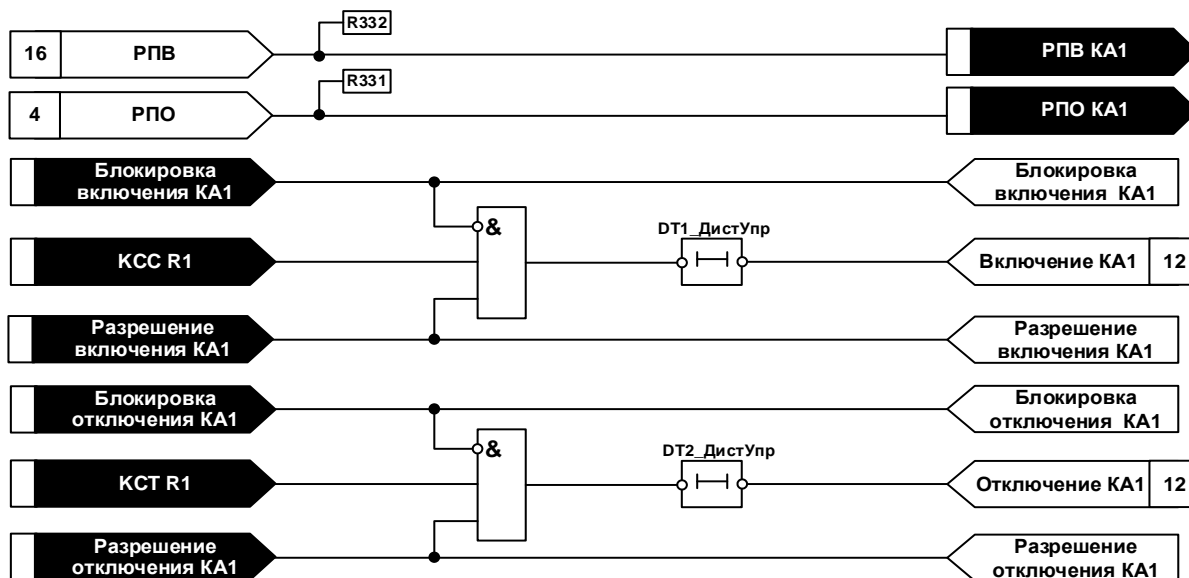 R332
16 РПВ РПВ КА1
R331
4 РПО РПО КА1
Блокировка
включения КА1
Блокировка
включения КА1
&
DT1_ДистУпр
КСС R1
Включение КА1 12
Разрешение
включения КА1
Разрешение
включения КА1
Блокировка
отключения КА1
Блокировка
отключения КА1
&
DT2_ДистУпр
КСТ R1
Отключение КА1 12
Разрешение
отключения КА1
Разрешение
отключения КА1